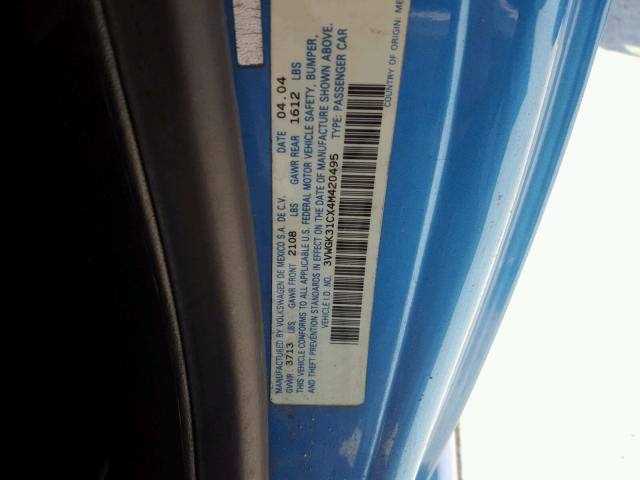 MANUFACTURED BY VOLKSWAGEN DE MEXICO S.A. DE C.V. DATE 04.04
GVWR 3713 LBS GAWR FRONT 2108 LBS GAWR REAR 1612 LBS
THIS VEHICLE CONFORMS TO ALL APPLICABLE U.S. FEDERAL MOTOR VEHICLE SAFETY, BUMPER,
AND THEFT PREVENTION STANDARDS IN EFFECT ON THE DATE OF MANUFACTURE SHOWN ABOVE.
VEHICLE I.D. NO. 3VWGK31CX4M420495 TYPE: PASSENGER CAR
COUNTRY OF ORIGIN: ME